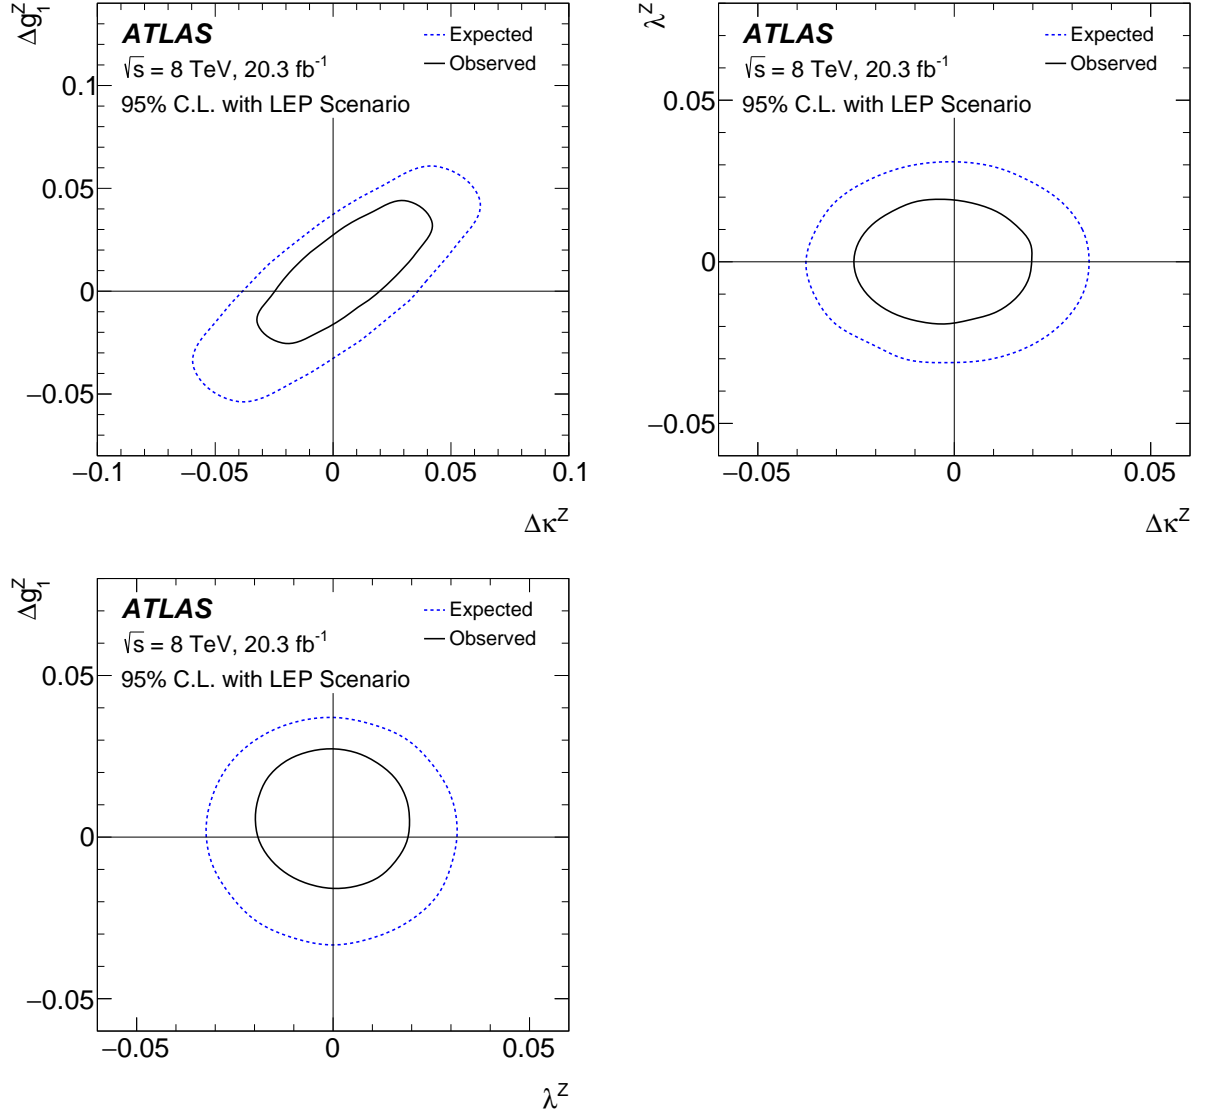 Δg₁ᶻ
ATLAS
√s = 8 TeV, 20.3 fb⁻¹
95% C.L. with LEP Scenario
Expected
Observed
0.1
0.05
0
−0.05
−0.1 −0.05 0 0.05 0.1
Δκᶻ
λᶻ
ATLAS
√s = 8 TeV, 20.3 fb⁻¹
95% C.L. with LEP Scenario
Expected
Observed
0.05
0
−0.05
−0.05 0 0.05
Δκᶻ
Δg₁ᶻ
ATLAS
√s = 8 TeV, 20.3 fb⁻¹
95% C.L. with LEP Scenario
Expected
Observed
0.05
0
−0.05
−0.05 0 0.05
λᶻ